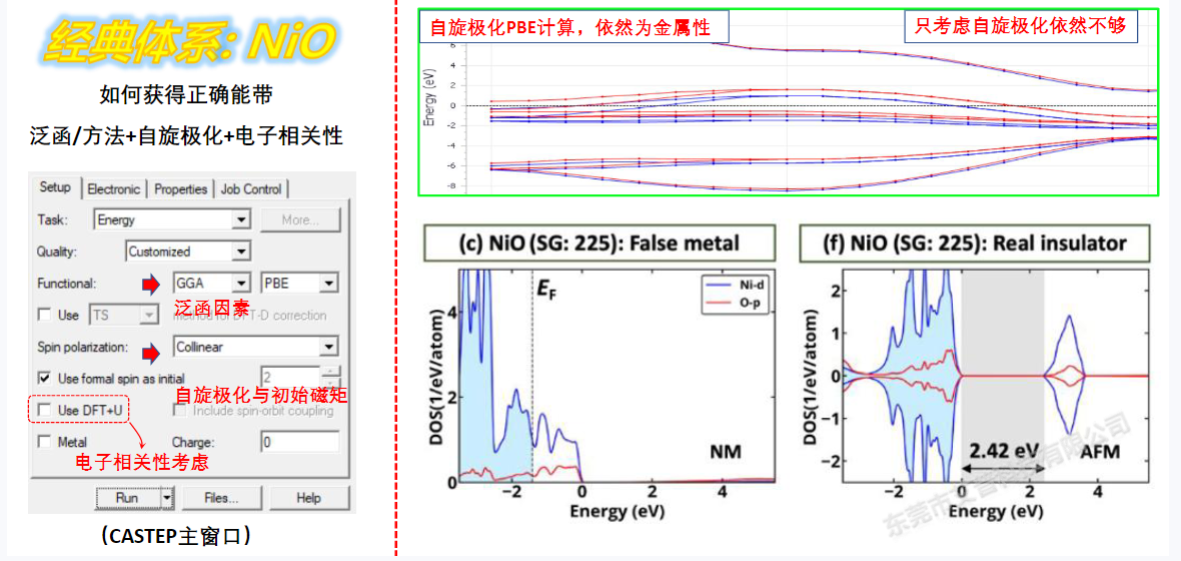 经典体系: NiO
如何获得正确能带
泛函/方法+自旋极化+电子相关性
Setup Electronic Properties Job Control
Task: Energy More...
Quality: Customized
Functional: GGA PBE
泛函因素
Use TS method for DFT-D correction
Spin polarization: Collinear
Use formal spin as initial 2
自旋极化与初始磁矩
Use DFT+U Include spin-orbit coupling
Metal Charge: 0
电子相关性考虑
Run Files... Help
(CASTEP主窗口)
自旋极化PBE计算，依然为金属性
只考虑自旋极化依然不够
Energy (eV)
6
4
2
0
-2
-4
-6
-8
(c) NiO (SG: 225): False metal
DOS(1/eV/atom)
4
2
0
EF
Ni-d
O-p
NM
−2 0 2 4
Energy (eV)
(f) NiO (SG: 225): Real insulator
DOS(1/eV/atom)
2
1
0
−1
−2
2.42 eV
AFM
−2 0 2 4
Energy (eV)